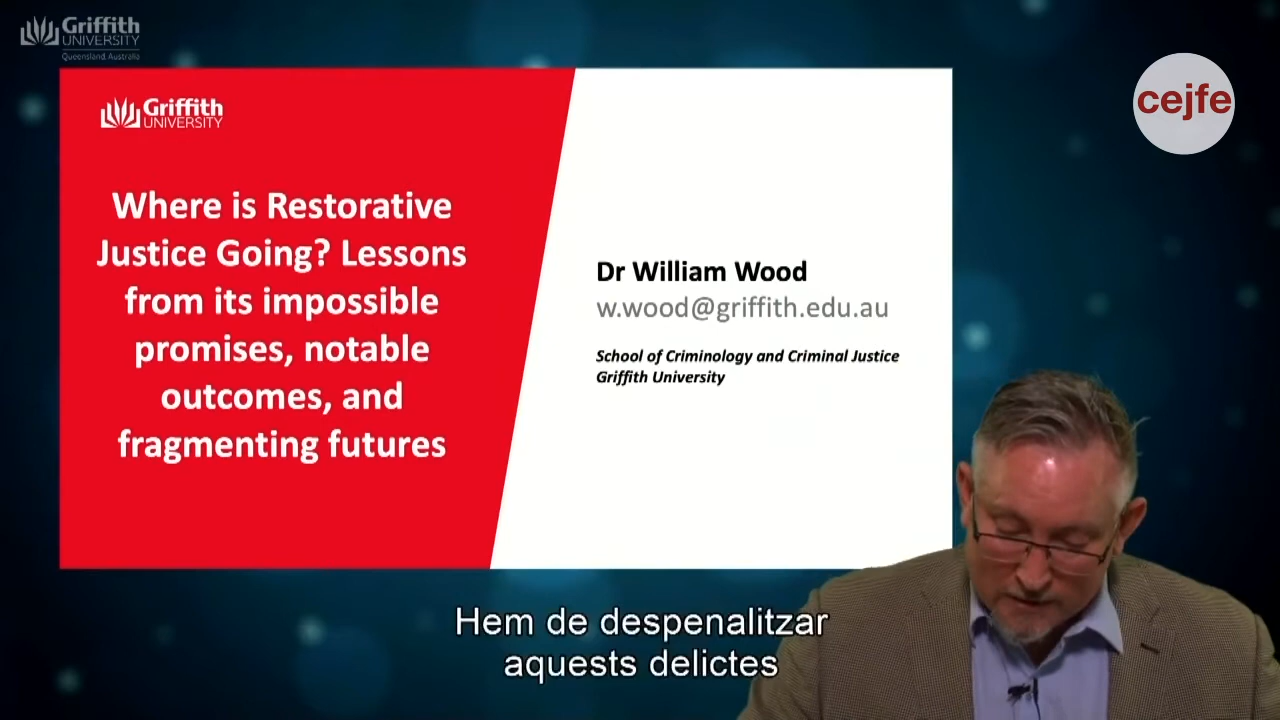 Griffith
UNIVERSITY
Queensland, Australia
cejfe
Griffith
UNIVERSITY
Where is Restorative
Justice Going? Lessons
from its impossible
promises, notable
outcomes, and
fragmenting futures
Dr William Wood
w.wood@griffith.edu.au
School of Criminology and Criminal Justice
Griffith University
Hem de despenalitzar
aquests delictes